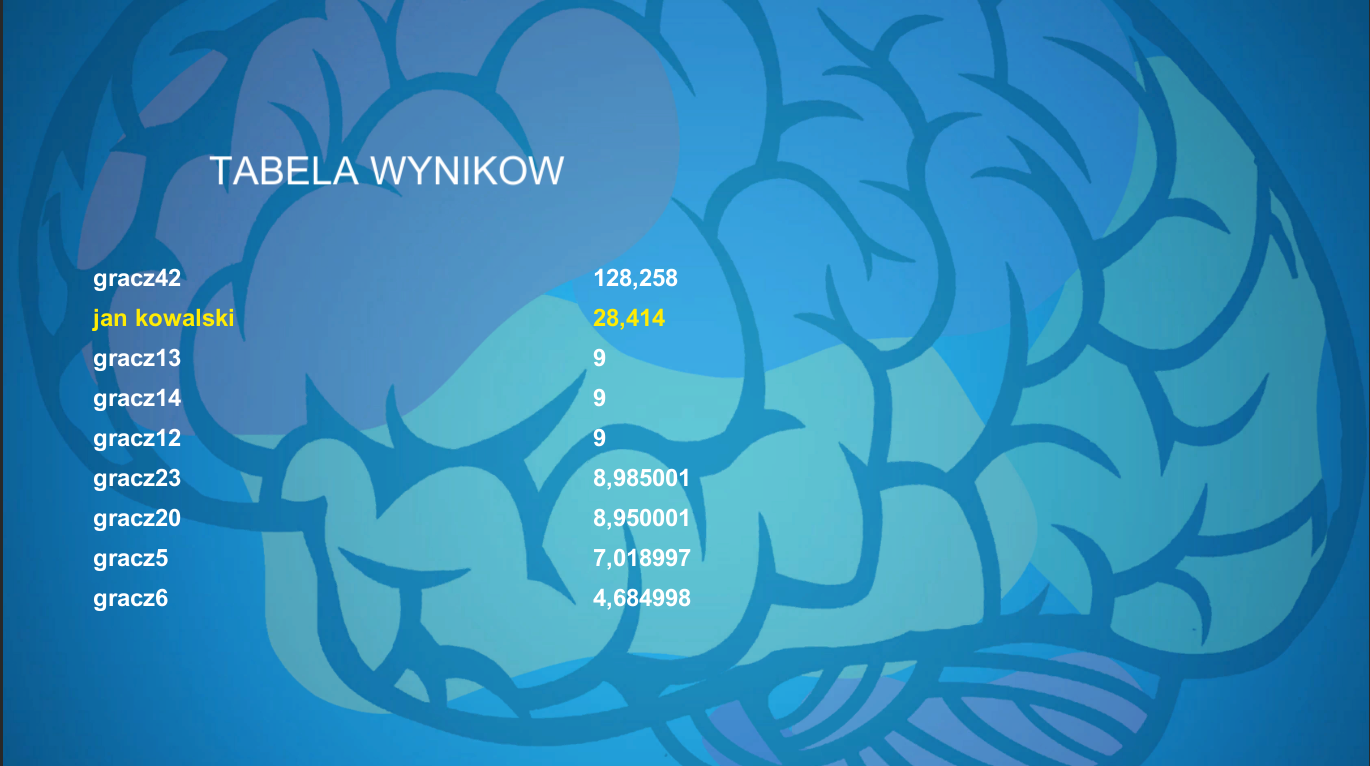 TABELA WYNIKOW
gracz42 128,258
jan kowalski 28,414
gracz13 9
gracz14 9
gracz12 9
gracz23 8,985001
gracz20 8,950001
gracz5 7,018997
gracz6 4,684998